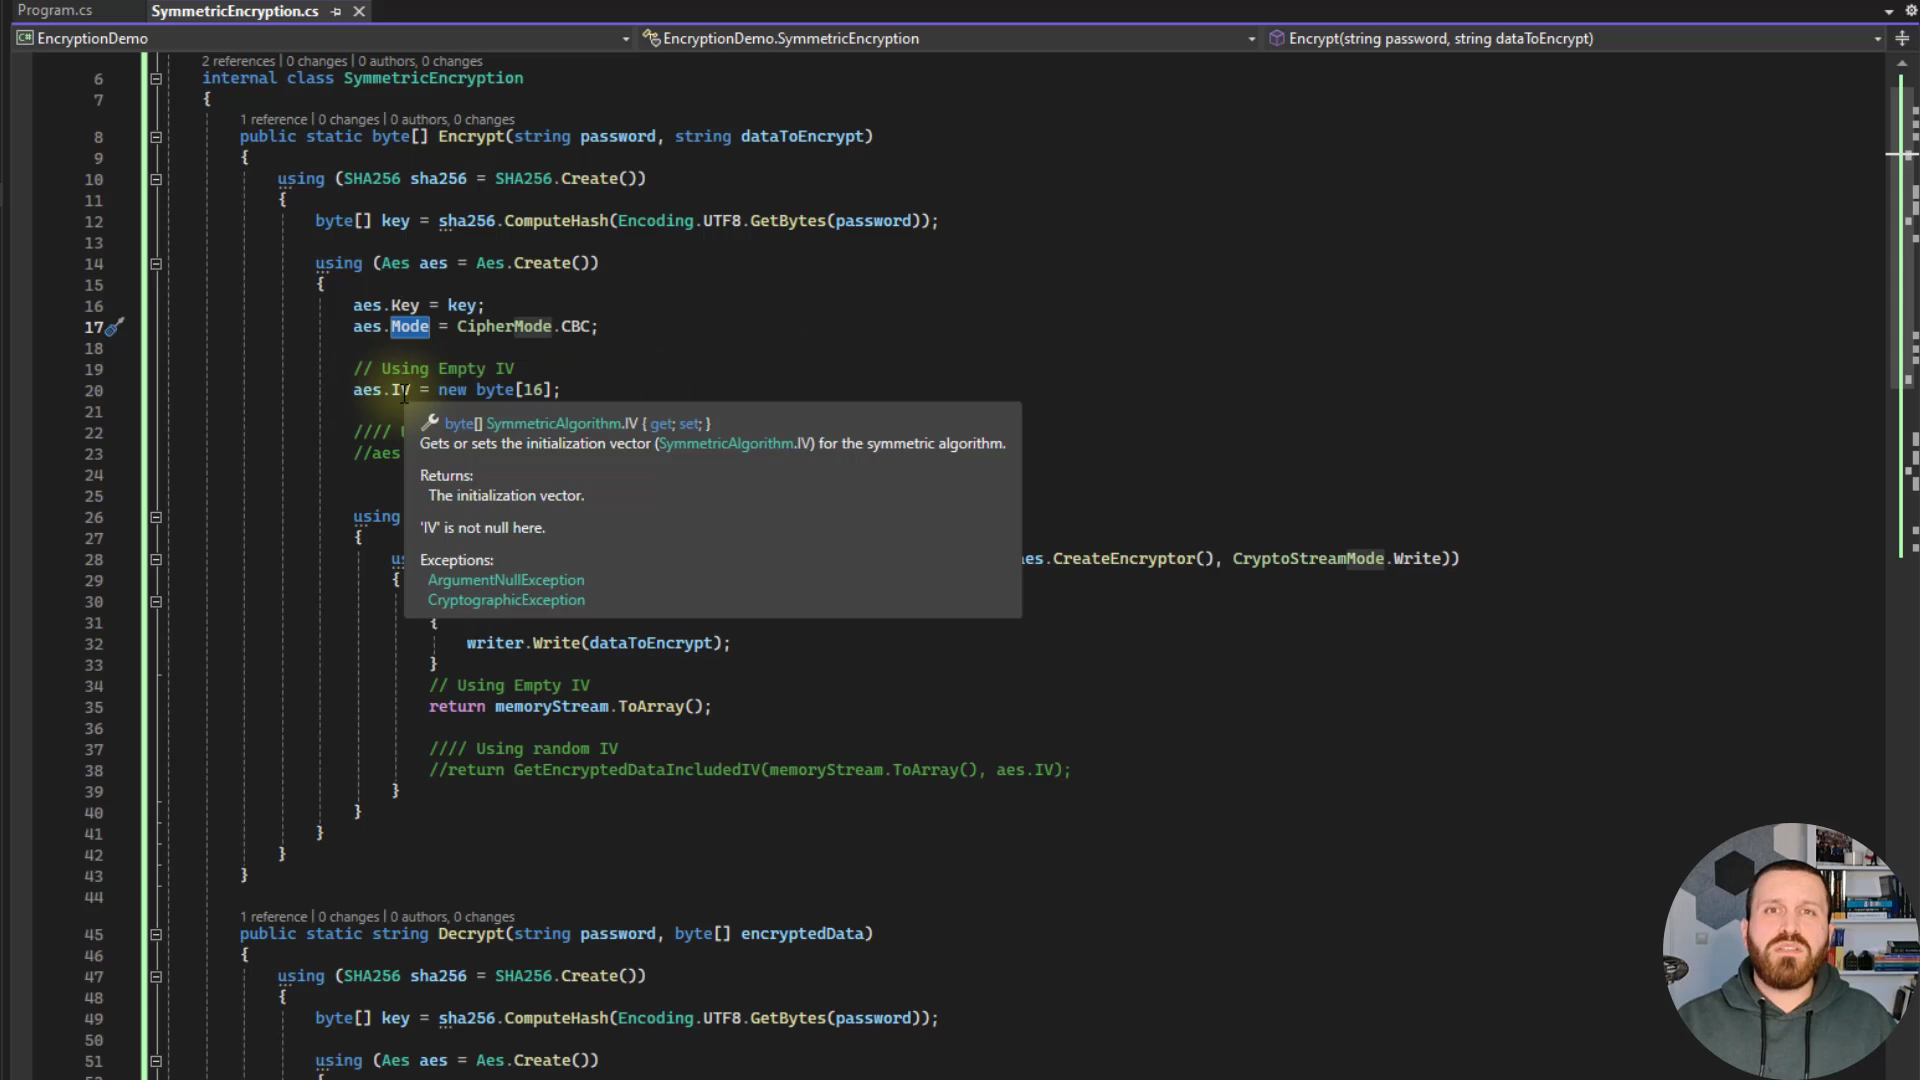 Program.cs
SymmetricEncryption.cs
C# EncryptionDemo
EncryptionDemo.SymmetricEncryption
Encrypt(string password, string dataToEncrypt)
2 references | 0 changes | 0 authors, 0 changes
6 internal class SymmetricEncryption
7 {
1 reference | 0 changes | 0 authors, 0 changes
8 public static byte[] Encrypt(string password, string dataToEncrypt)
9 {
10 using (SHA256 sha256 = SHA256.Create())
11 {
12 byte[] key = sha256.ComputeHash(Encoding.UTF8.GetBytes(password));
13
14 using (Aes aes = Aes.Create())
15 {
16 aes.Key = key;
17 aes.Mode = CipherMode.CBC;
18
19 // Using Empty IV
20 aes.IV = new byte[16];
21
22 ////
23 //aes
24
25
26 using
27 {
28 aes.CreateEncryptor(), CryptoStreamMode.Write))
29 {
30
31 {
32 writer.Write(dataToEncrypt);
33 }
34 // Using Empty IV
35 return memoryStream.ToArray();
36
37 //// Using random IV
38 //return GetEncryptedDataIncludedIV(memoryStream.ToArray(), aes.IV);
39 }
40 }
41 }
42 }
43 }
44
1 reference | 0 changes | 0 authors, 0 changes
45 public static string Decrypt(string password, byte[] encryptedData)
46 {
47 using (SHA256 sha256 = SHA256.Create())
48 {
49 byte[] key = sha256.ComputeHash(Encoding.UTF8.GetBytes(password));
50
51 using (Aes aes = Aes.Create())
byte[] SymmetricAlgorithm.IV { get; set; }
Gets or sets the initialization vector (SymmetricAlgorithm.IV) for the symmetric algorithm.
Returns:
The initialization vector.
'IV' is not null here.
Exceptions:
ArgumentNullException
CryptographicException